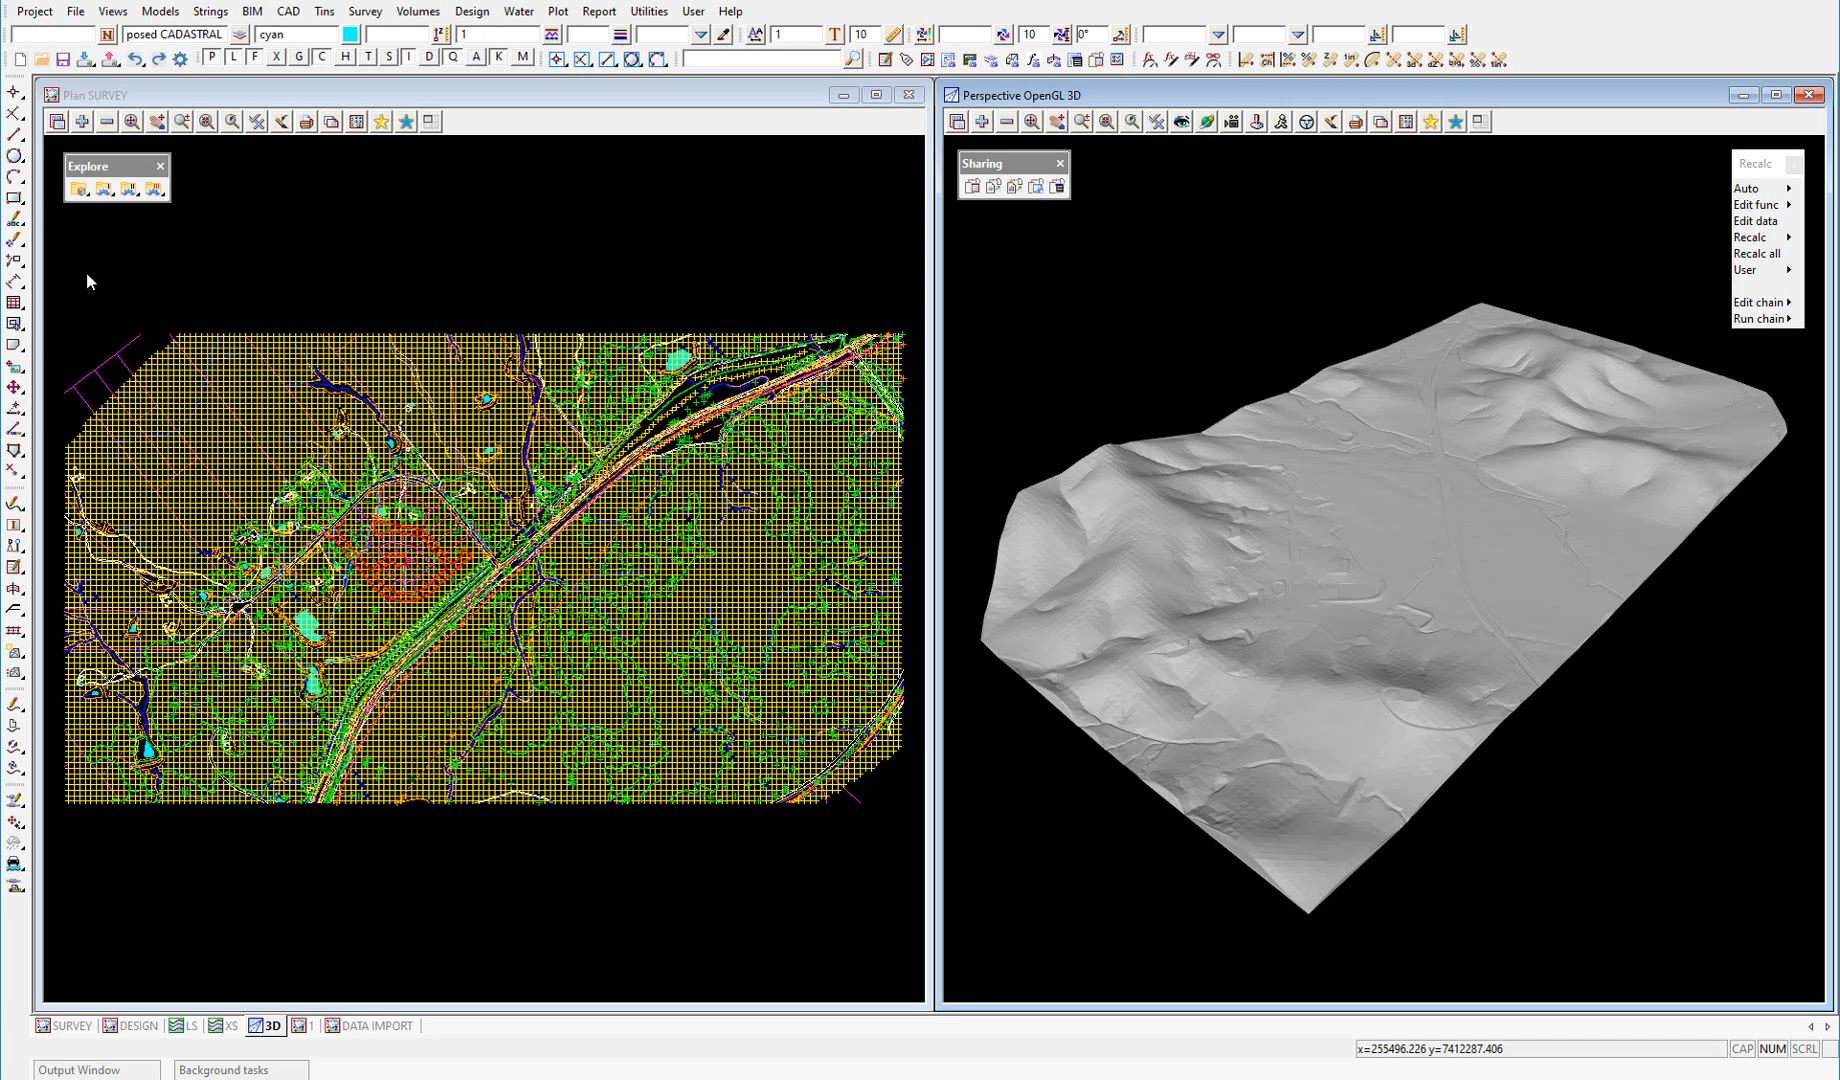 Project File Views Models Strings BIM CAD Tins Survey Volumes Design Water Plot Report Utilities User Help
N posed CADASTRAL cyan 1 1 T 10 10 0°
P L F X G C H T S I D Q A K M
Plan SURVEY
Perspective OpenGL 3D
Explore
Sharing
Recalc
Auto
Edit func
Edit data
Recalc
Recalc all
User
Edit chain
Run chain
SURVEY DESIGN LS XS 3D 1 DATA IMPORT
x=255496.226 y=7412287.406 CAP NUM SCRL
Output Window Background tasks